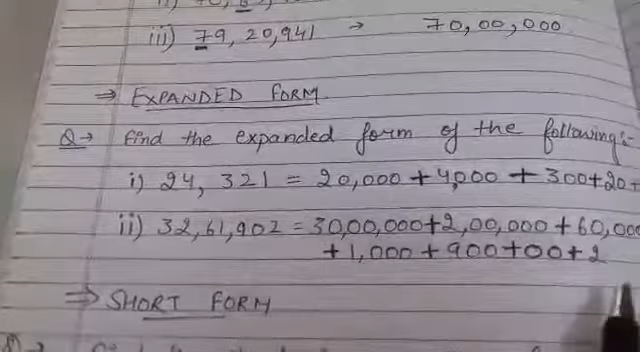 iii) 79, 20,941 → 70,00,000
⇒ EXPANDED FORM
Q→ Find the expanded form of the following:-
i) 24, 321 = 20,000 + 4,000 + 300+20+
ii) 32,61,902 = 30,00,000+2,00,000 + 60,000
+1,000 + 900+00+2
⇒ SHORT FORM